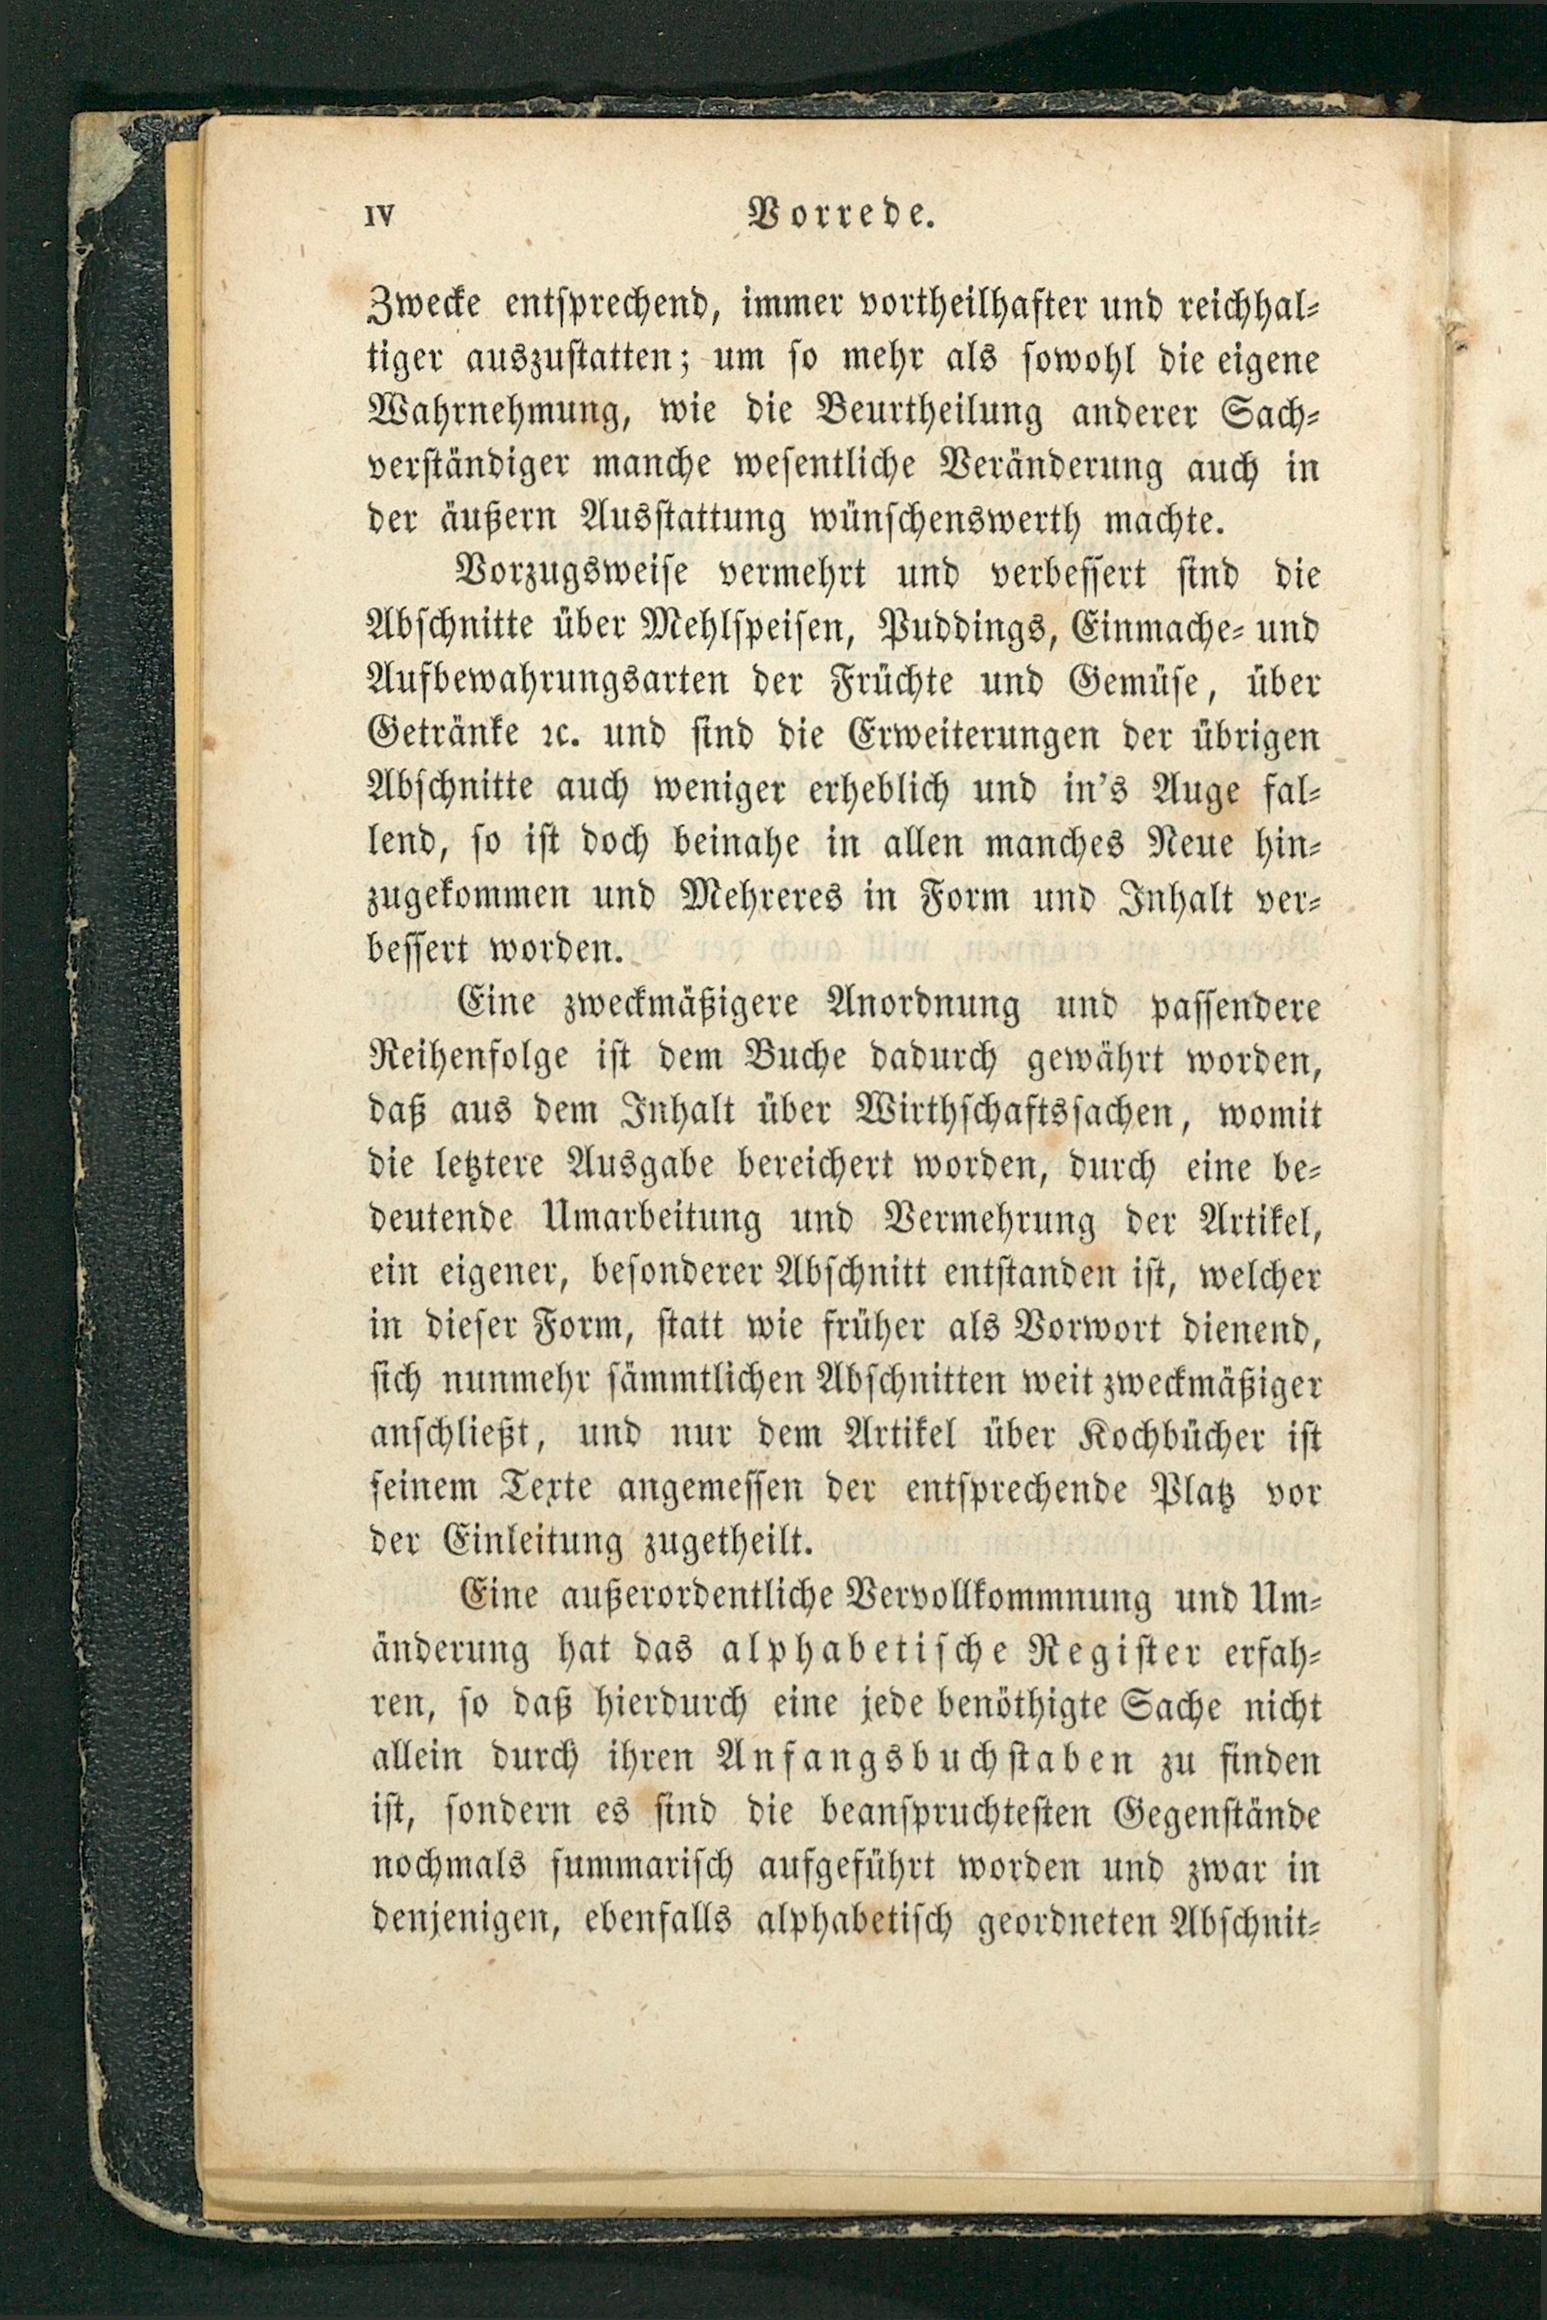 IV Vorrede.
Zwecke entsprechend, immer vortheilhafter und reichhal-
tiger auszustatten; um so mehr als sowohl die eigene
Wahrnehmung, wie die Beurtheilung anderer Sach-
verständiger manche wesentliche Veränderung auch in
der äußern Ausstattung wünschenswerth machte.
Vorzugsweise vermehrt und verbessert sind die
Abschnitte über Mehlspeisen, Puddings, Einmache- und
Aufbewahrungsarten der Früchte und Gemüse, über
Getränke ꝛc. und sind die Erweiterungen der übrigen
Abschnitte auch weniger erheblich und in's Auge fal-
lend, so ist doch beinahe in allen manches Neue hin-
zugekommen und Mehreres in Form und Inhalt ver-
bessert worden.
Eine zweckmäßigere Anordnung und passendere
Reihenfolge ist dem Buche dadurch gewährt worden,
daß aus dem Inhalt über Wirthschaftssachen, womit
die letztere Ausgabe bereichert worden, durch eine be-
deutende Umarbeitung und Vermehrung der Artikel,
ein eigener, besonderer Abschnitt entstanden ist, welcher
in dieser Form, statt wie früher als Vorwort dienend,
sich nunmehr sämmtlichen Abschnitten weit zweckmäßiger
anschließt, und nur dem Artikel über Kochbücher ist
seinem Texte angemessen der entsprechende Platz vor
der Einleitung zugetheilt.
Eine außerordentliche Vervollkommnung und Um-
änderung hat das alphabetische Register erfah-
ren, so daß hierdurch eine jede benöthigte Sache nicht
allein durch ihren Anfangsbuchstaben zu finden
ist, sondern es sind die beanspruchtesten Gegenstände
nochmals summarisch aufgeführt worden und zwar in
denjenigen, ebenfalls alphabetisch geordneten Abschnit-